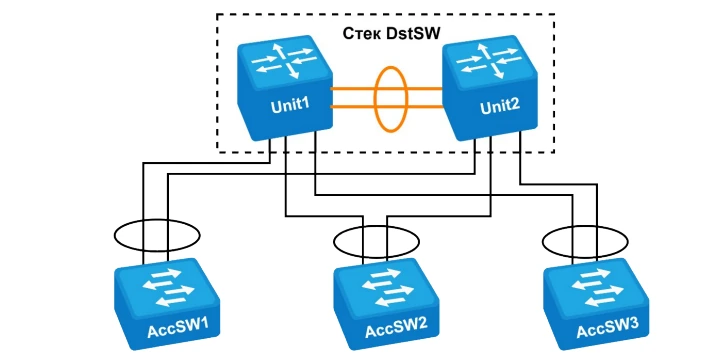 Стек DstSW
Unit1
Unit2
AccSW1
AccSW2
AccSW3